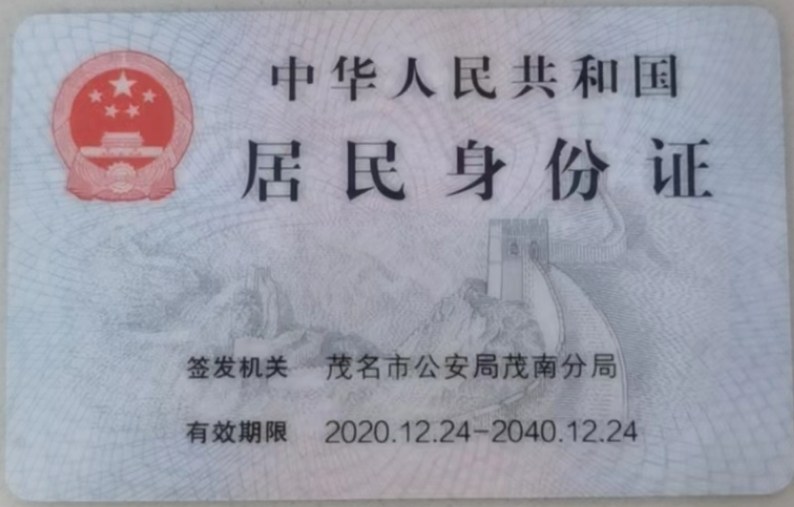 中华人民共和国
居民身份证
签发机关 茂名市公安局茂南分局
有效期限 2020.12.24-2040.12.24